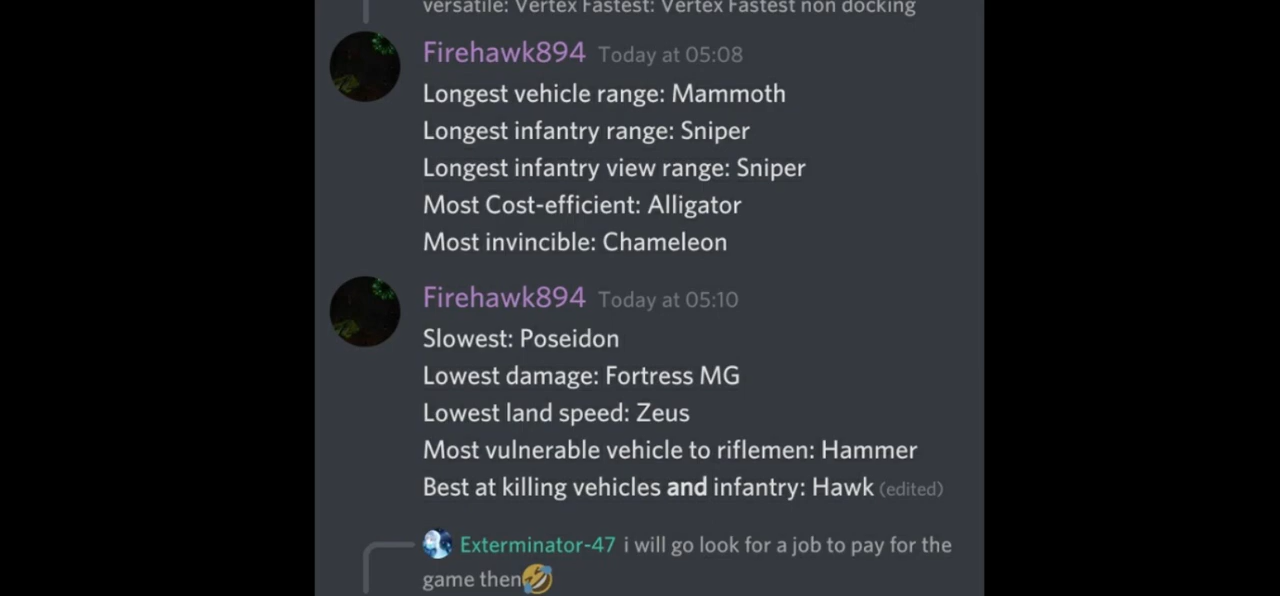 versatile: Vertex Fastest: Vertex Fastest non docking
Firehawk894 Today at 05:08
Longest vehicle range: Mammoth
Longest infantry range: Sniper
Longest infantry view range: Sniper
Most Cost-efficient: Alligator
Most invincible: Chameleon
Firehawk894 Today at 05:10
Slowest: Poseidon
Lowest damage: Fortress MG
Lowest land speed: Zeus
Most vulnerable vehicle to riflemen: Hammer
Best at killing vehicles and infantry: Hawk (edited)
Exterminator-47 i will go look for a job to pay for the
game then🤣